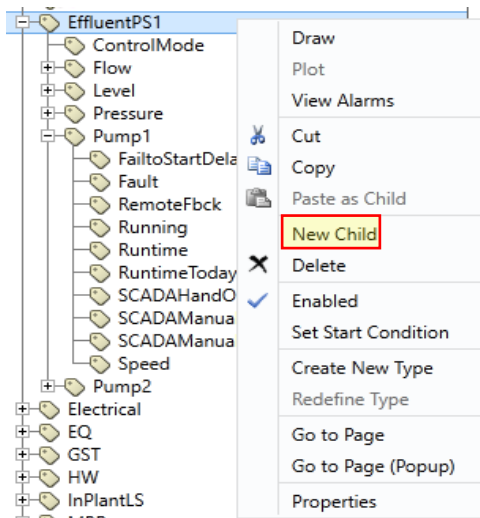 EffluentPS1
ControlMode
Flow
Level
Pressure
Pump1
FailtoStartDela
Fault
RemoteFbck
Running
Runtime
RuntimeToday
SCADAHandO
SCADAManua
SCADAManua
Speed
Pump2
Electrical
EQ
GST
HW
InPlantLS
Draw
Plot
View Alarms
Cut
Copy
Paste as Child
New Child
Delete
Enabled
Set Start Condition
Create New Type
Redefine Type
Go to Page
Go to Page (Popup)
Properties